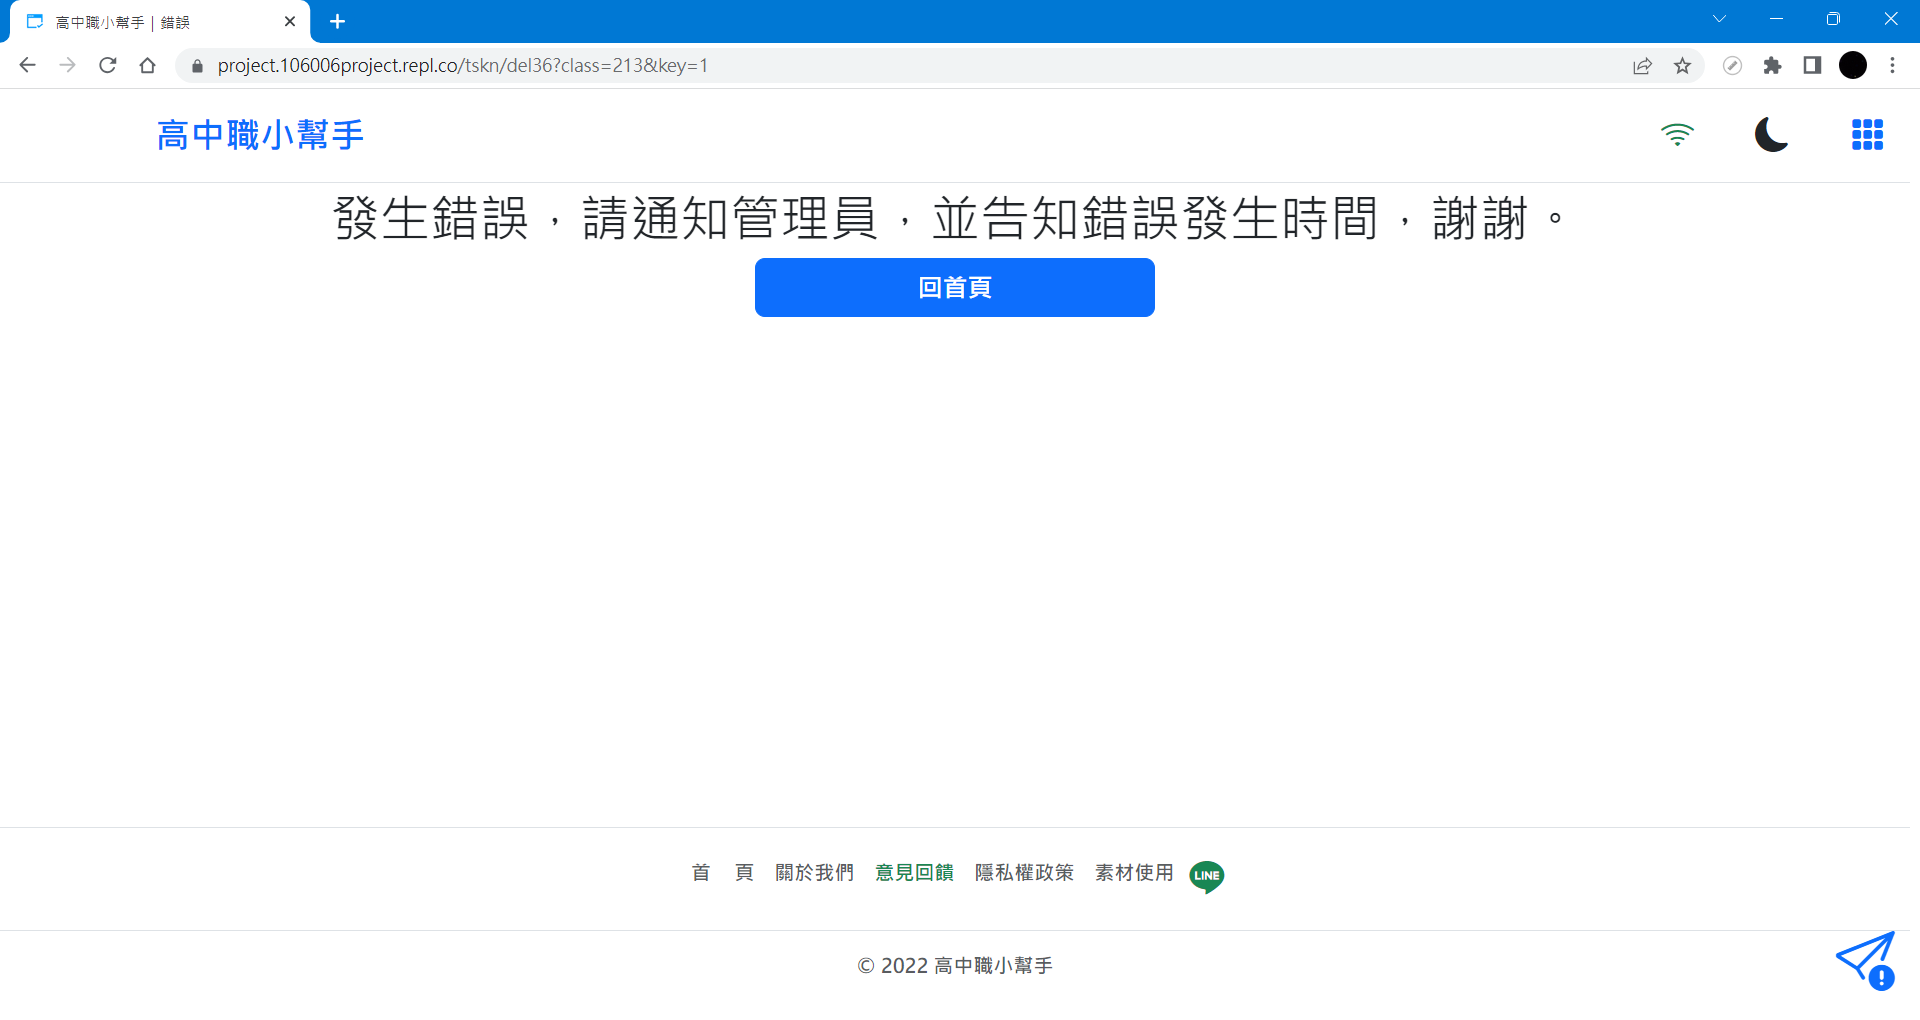 高中職小幫手 | 錯誤
project.106006project.repl.co/tskn/del36?class=213&key=1
高中職小幫手
發生錯誤，請通知管理員，並告知錯誤發生時間，謝謝。
回首頁
首 頁 關於我們 意見回饋 隱私權政策 素材使用 LINE
© 2022 高中職小幫手